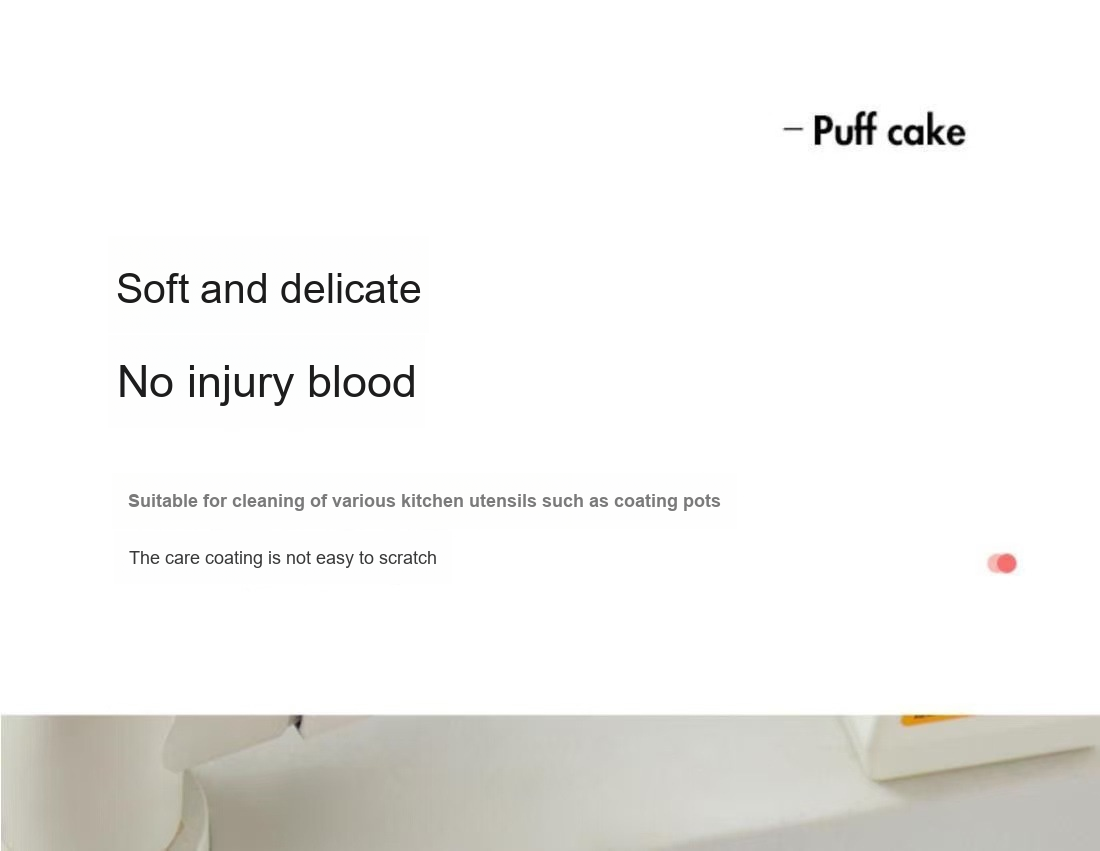 – Puff cake
Soft and delicate
No injury blood
Suitable for cleaning of various kitchen utensils such as coating pots
The care coating is not easy to scratch